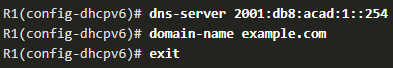 R1(config-dhcpv6)# dns-server 2001:db8:acad:1::254
R1(config-dhcpv6)# domain-name example.com
R1(config-dhcpv6)# exit